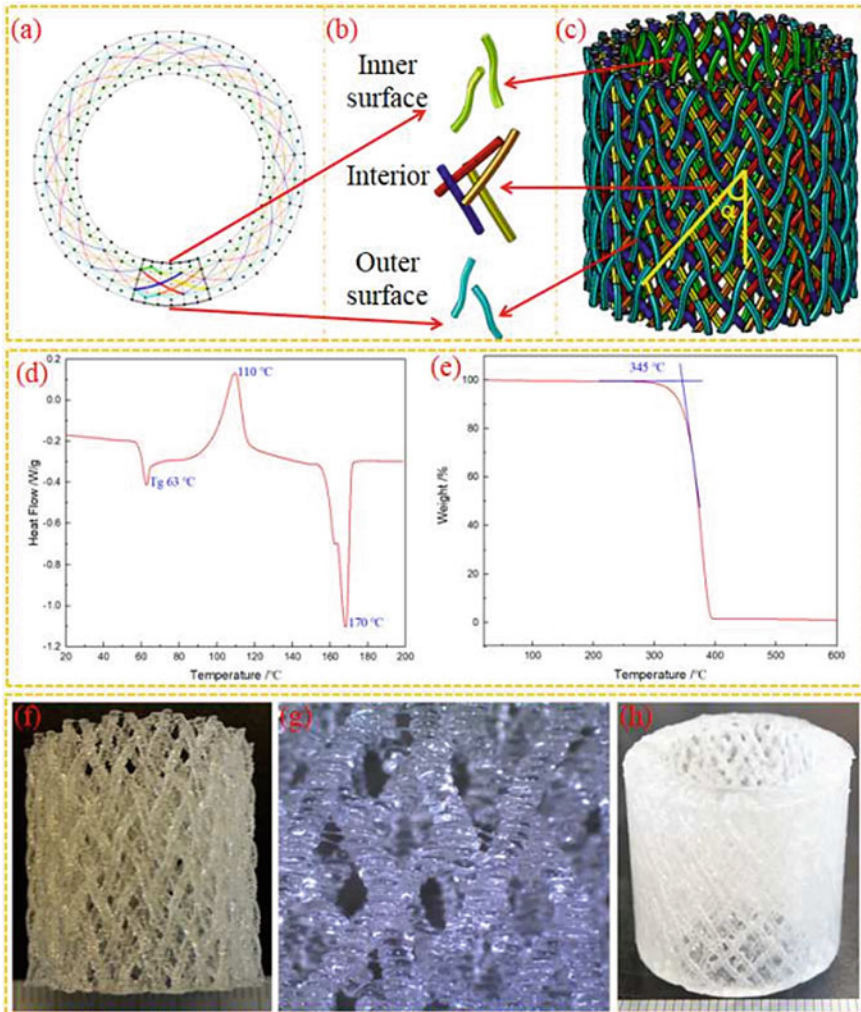 (a)
(b)
(c)
Inner
surface
Interior
Outer
surface
α
(d)
0.2
0.0
-0.2
-0.4
-0.6
-0.8
-1.0
-1.2
Heat Flow /W/g
110 °C
Tg 63 °C
170 °C
20 40 60 80 100 120 140 160 180 200
Temperature /°C
(e)
100
80
60
40
20
0
Weight /%
345 °C
100 200 300 400 500 600
Temperature /°C
(f)
(g)
(h)